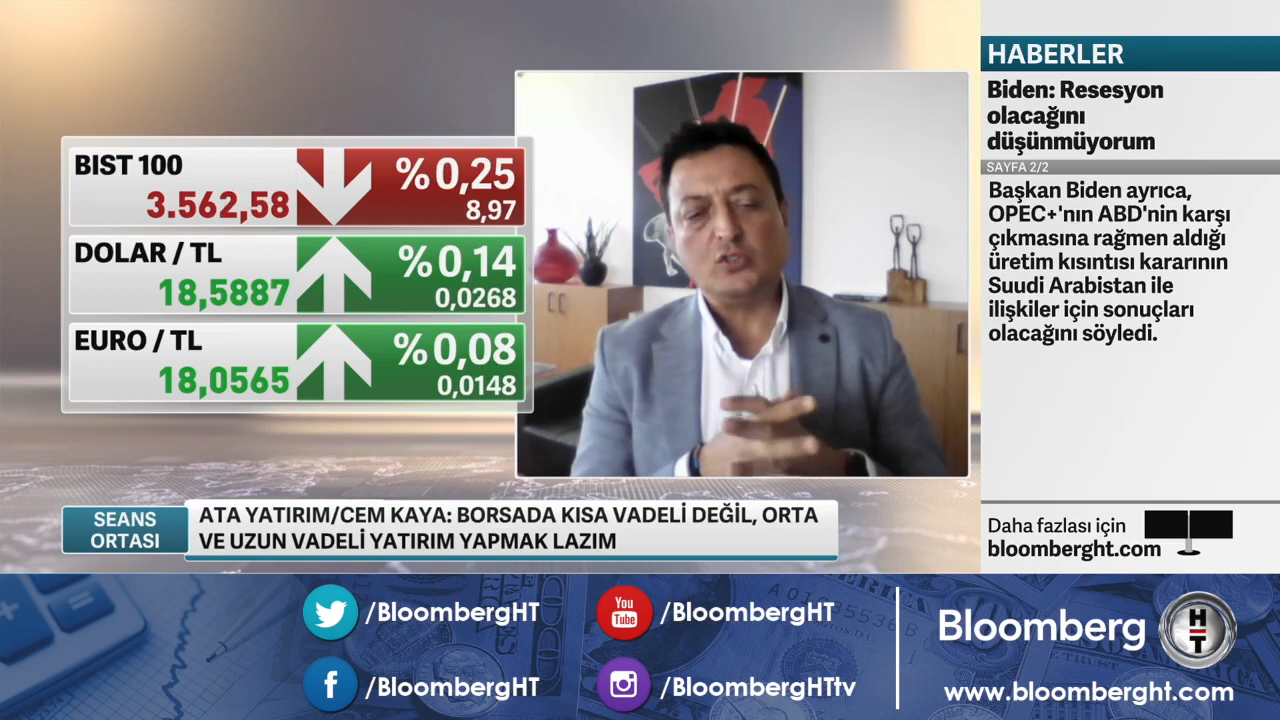 BIST 100
3.562,58
%0,25
8,97
DOLAR / TL
18,5887
%0,14
0,0268
EURO / TL
18,0565
%0,08
0,0148
SEANS
ORTASI
ATA YATIRIM/CEM KAYA: BORSADA KISA VADELİ DEĞİL, ORTA
VE UZUN VADELİ YATIRIM YAPMAK LAZIM
HABERLER
Biden: Resesyon
olacağını
düşünmüyorum
SAYFA 2/2
Başkan Biden ayrıca,
OPEC+'nın ABD'nin karşı
çıkmasına rağmen aldığı
üretim kısıntısı kararının
Suudi Arabistan ile
ilişkiler için sonuçları
olacağını söyledi.
Daha fazlası için
bloomberght.com
/BloombergHT
You
Tube
/BloombergHT
f
/BloombergHT
/BloombergHTtv
Bloomberg
HT
www.bloomberght.com